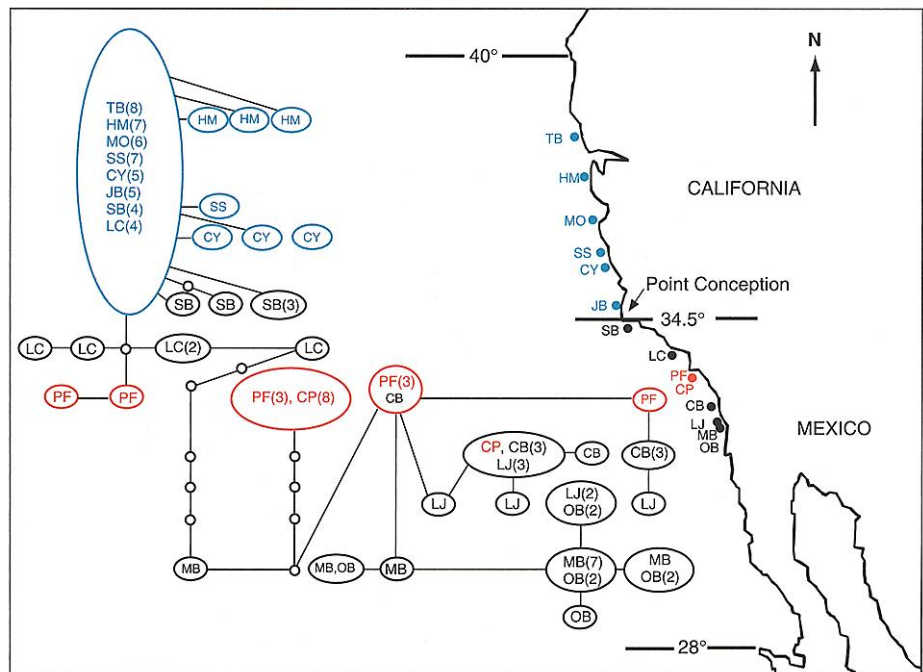 40°
N
TB(8)
HM(7)
MO(6)
SS(7)
CY(5)
JB(5)
SB(4)
LC(4)
HM HM HM
SS
CY CY CY
SB SB SB(3)
LC LC LC(2) LC
PF PF
PF(3), CP(8)
PF(3)
CB
PF
CP, CB(3)
LJ(3)
CB
CB(3)
LJ
LJ
LJ
LJ(2)
OB(2)
MB
MB,OB
MB
MB(7)
OB(2)
MB
OB(2)
OB
TB
HM
CALIFORNIA
MO
SS
CY
Point Conception
JB
34.5°
SB
LC
PF
CP
CB
LJ
MB
OB
MEXICO
28°